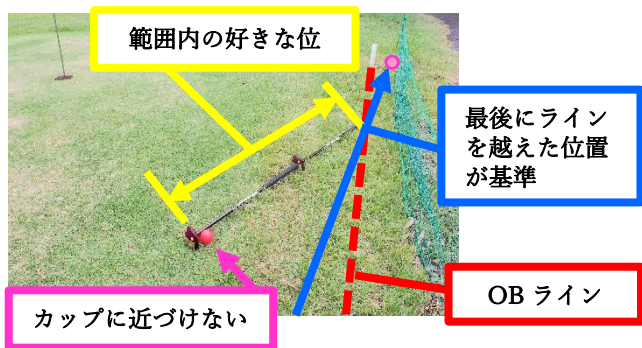 範囲内の好きな位
最後にライン
を越えた位置
が基準
OB ライン
カップに近づけない